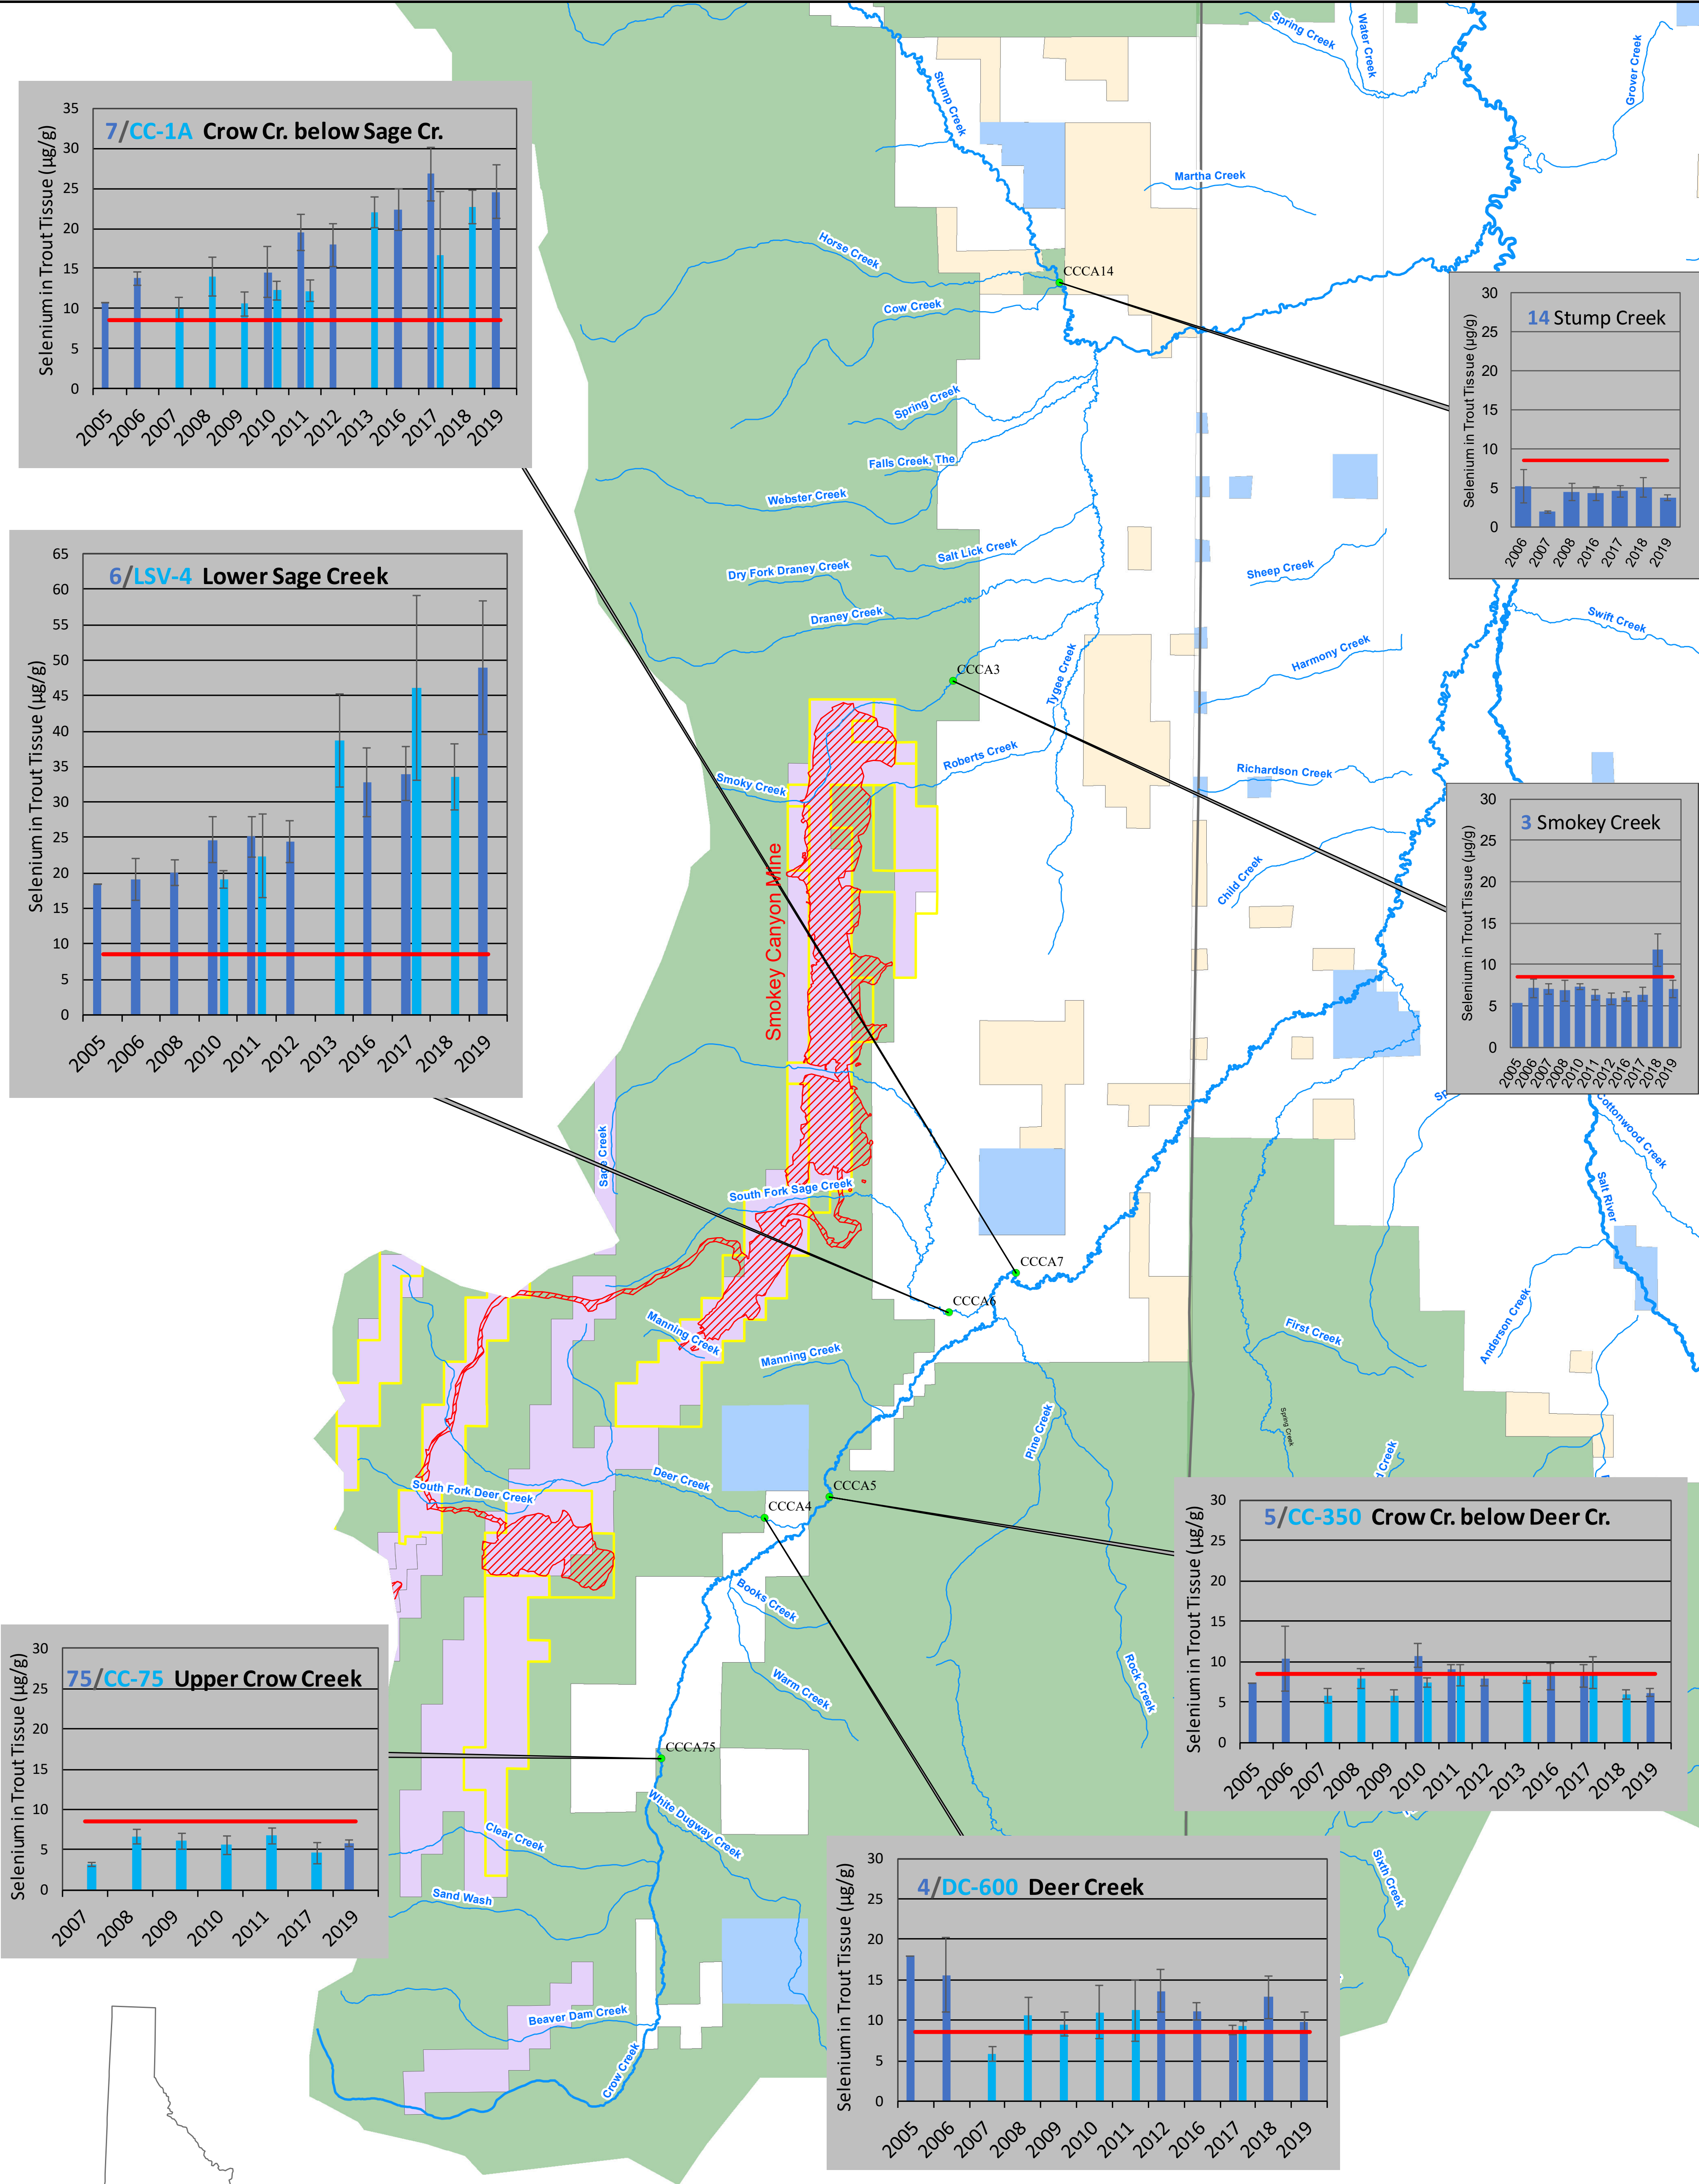 Spring Creek
Water Creek
Grover Creek
Stump Creek
Martha Creek
Horse Creek
CCCA14
Cow Creek
Spring Creek
Falls Creek, The
Webster Creek
Salt Lick Creek
Dry Fork Draney Creek
Draney Creek
Sheep Creek
Swift Creek
Harmony Creek
CCCA3
Tygee Creek
Roberts Creek
Smoky Creek
Richardson Creek
Child Creek
Smokey Canyon Mine
Cottonwood Creek
Salt River
Sage Creek
South Fork Sage Creek
CCCA7
CCCA6
Manning Creek
Manning Creek
First Creek
Anderson Creek
Spring Creek
Pine Creek
d Creek
Deer Creek
South Fork Deer Creek
CCCA5
CCCA4
Books Creek
Warm Creek
Rock Creek
CCCA75
White Dugway Creek
Clear Creek
Sand Wash
Sixth Creek
Beaver Dam Creek
Crow Creek
7/CC-1A Crow Cr. below Sage Cr.
Selenium in Trout Tissue (µg/g)
35
30
25
20
15
10
5
0
2005 2006 2007 2008 2009 2010 2011 2012 2013 2016 2017 2018 2019
14 Stump Creek
Selenium in Trout Tissue (µg/g)
30
25
20
15
10
5
0
2006 2007 2008 2016 2017 2018 2019
6/LSV-4 Lower Sage Creek
Selenium in Trout Tissue (µg/g)
65
60
55
50
45
40
35
30
25
20
15
10
5
0
2005 2006 2008 2010 2011 2012 2013 2016 2017 2018 2019
3 Smokey Creek
Selenium in Trout Tissue (µg/g)
30
25
20
15
10
5
0
2005 2006 2007 2008 2010 2011 2012 2016 2017 2018 2019
5/CC-350 Crow Cr. below Deer Cr.
Selenium in Trout Tissue (µg/g)
30
25
20
15
10
5
0
2005 2006 2007 2008 2009 2010 2011 2012 2013 2016 2017 2018 2019
75/CC-75 Upper Crow Creek
Selenium in Trout Tissue (µg/g)
30
25
20
15
10
5
0
2007 2008 2009 2010 2011 2017 2019
4/DC-600 Deer Creek
Selenium in Trout Tissue (µg/g)
30
25
20
15
10
5
0
2005 2006 2007 2008 2009 2010 2011 2012 2016 2017 2018 2019